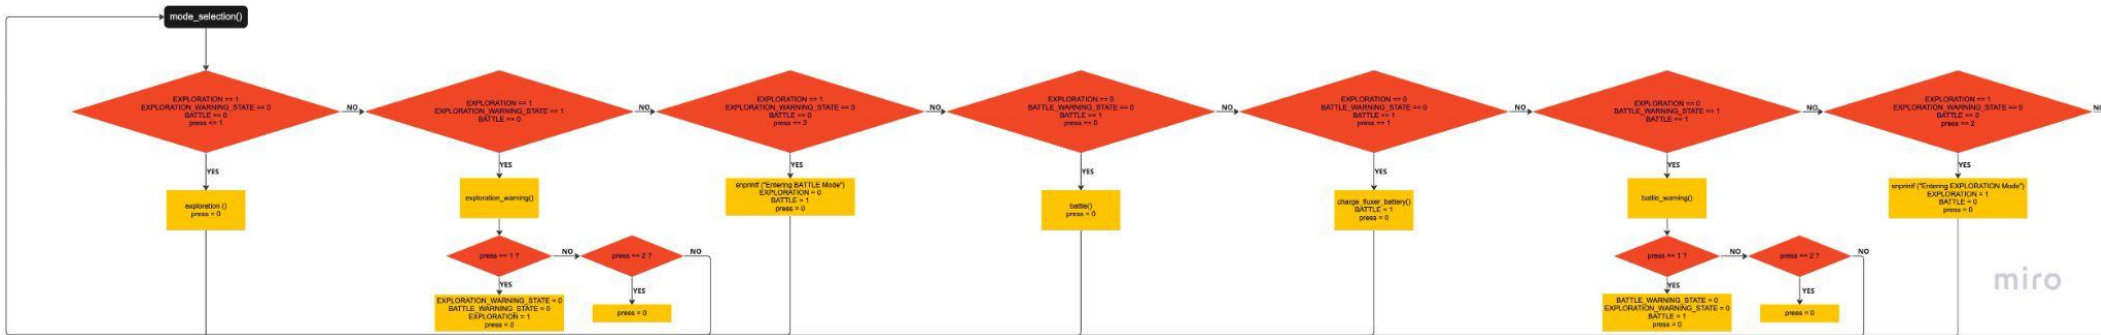 mode_selection()
EXPLORATION == 1
EXPLORATION_WARNING_STATE == 0
BATTLE == 0
press <= 1
NO
YES
exploration ()
press = 0
EXPLORATION == 1
EXPLORATION_WARNING_STATE == 1
BATTLE == 0
NO
YES
exploration_warning()
press == 1 ?
NO
press == 2 ?
NO
YES
EXPLORATION_WARNING_STATE = 0
BATTLE_WARNING_STATE = 0
EXPLORATION = 1
press = 0
YES
press = 0
EXPLORATION == 1
EXPLORATION_WARNING_STATE == 0
BATTLE == 0
press == 2
NO
YES
snprintf ("Entering BATTLE Mode")
EXPLORATION = 0
BATTLE = 1
press = 0
EXPLORATION == 0
BATTLE_WARNING_STATE == 0
BATTLE == 1
press == 0
NO
YES
battle()
press = 0
EXPLORATION == 0
BATTLE_WARNING_STATE == 0
BATTLE == 1
press == 1
NO
YES
charge_fluxer_battery()
BATTLE = 1
press = 0
EXPLORATION == 0
BATTLE_WARNING_STATE == 1
BATTLE == 1
NO
YES
battle_warning()
press == 1 ?
NO
press == 2 ?
NO
YES
BATTLE_WARNING_STATE = 0
EXPLORATION_WARNING_STATE = 0
BATTLE = 1
press = 0
YES
press = 0
EXPLORATION == 1
EXPLORATION_WARNING_STATE == 0
BATTLE == 0
press == 2
NO
YES
snprintf ("Entering EXPLORATION Mode")
EXPLORATION = 1
BATTLE = 0
press = 0
miro